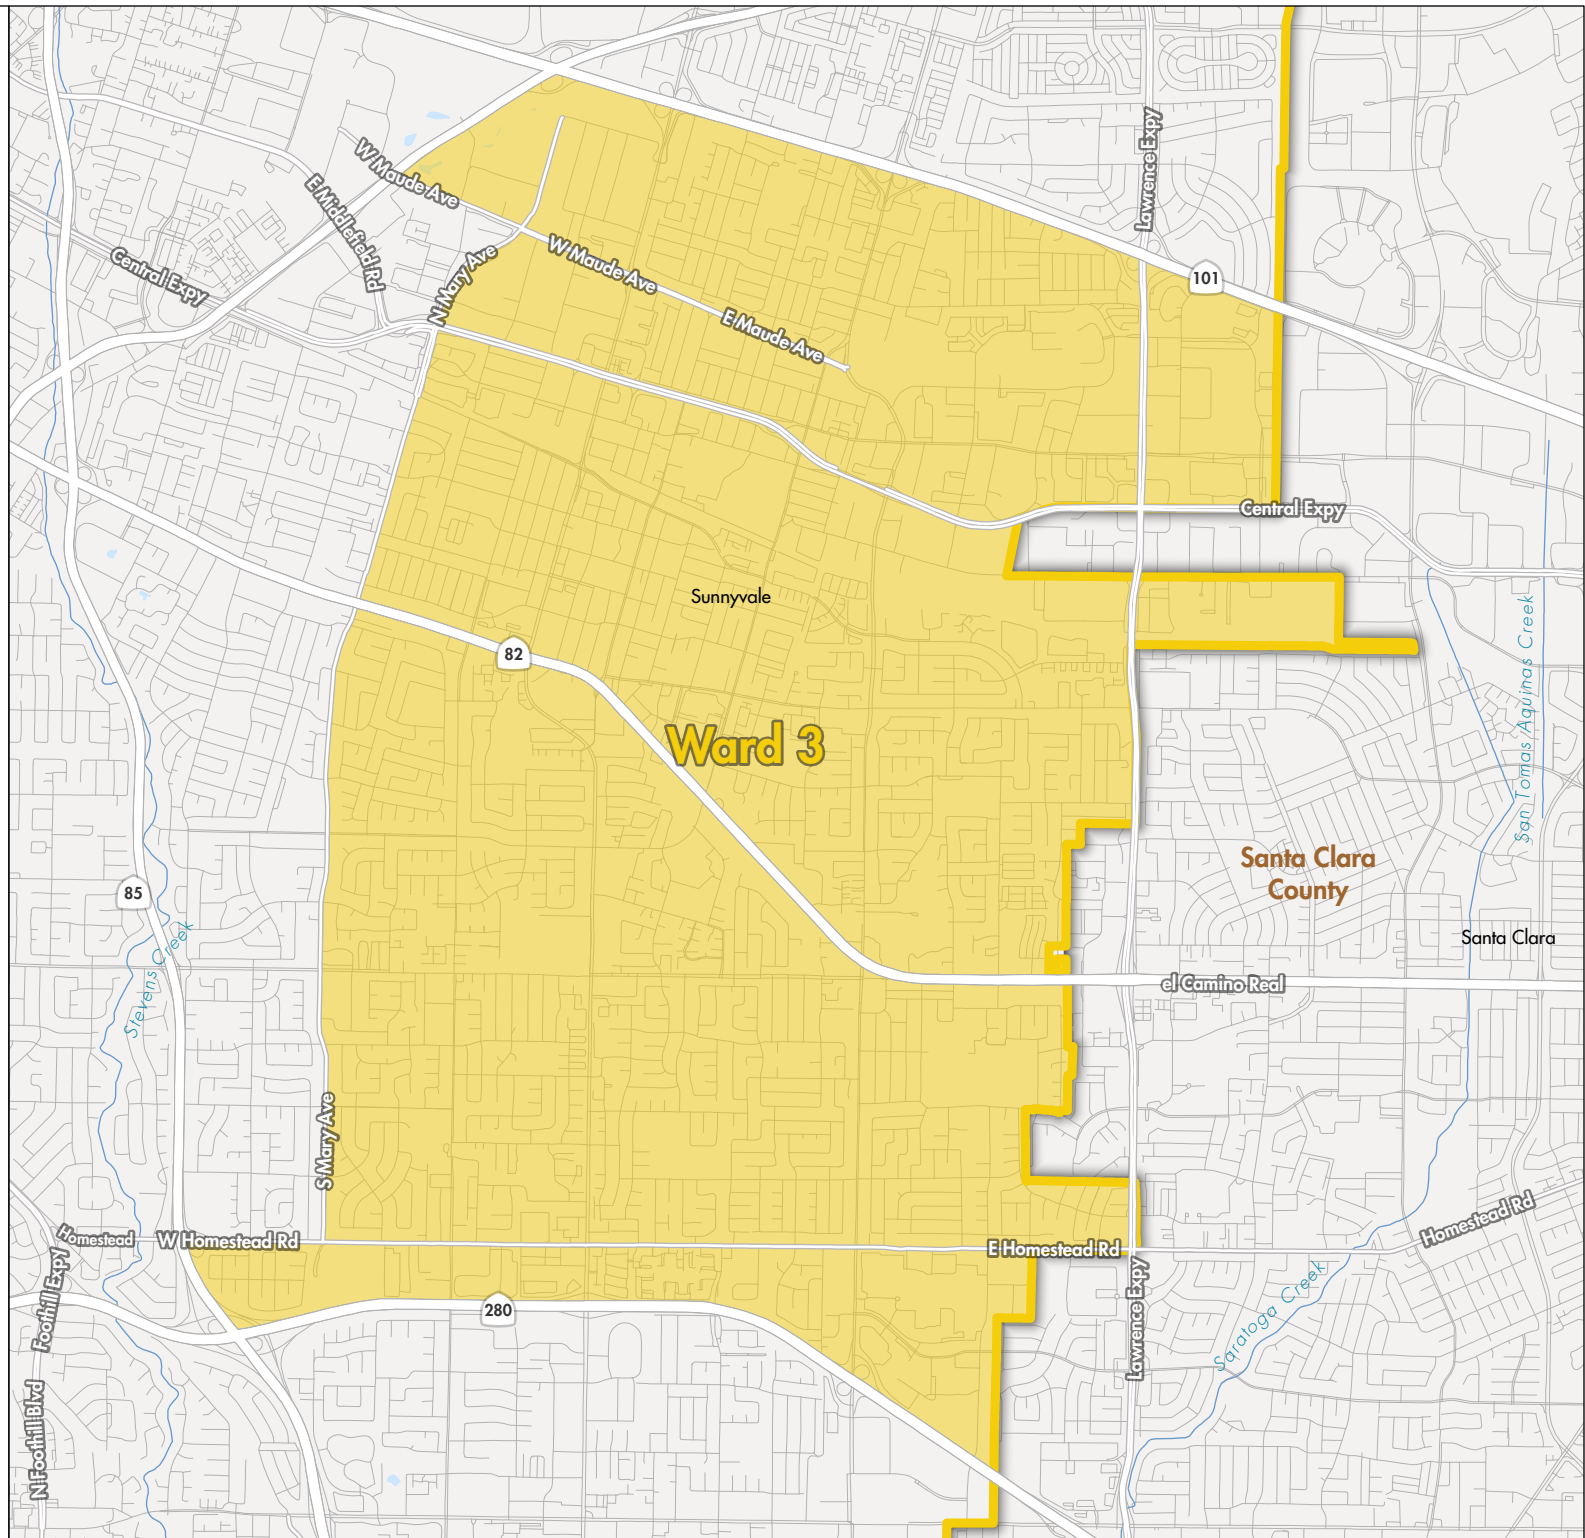 Lawrence Expy
W Maude Ave
E Middlefield Rd
Central Expy
N Mary Ave
W Maude Ave
E Maude Ave
101
Central Expy
Sunnyvale
82
San Tomas Aquinas Creek
Ward 3
Santa Clara
County
85
Stevens Creek
Santa Clara
el Camino Real
S Mary Ave
Homestead
W Homestead Rd
E Homestead Rd
Homestead Rd
Foothill Expy
280
Lawrence Expy
Saratoga Creek
N Foothill Blvd